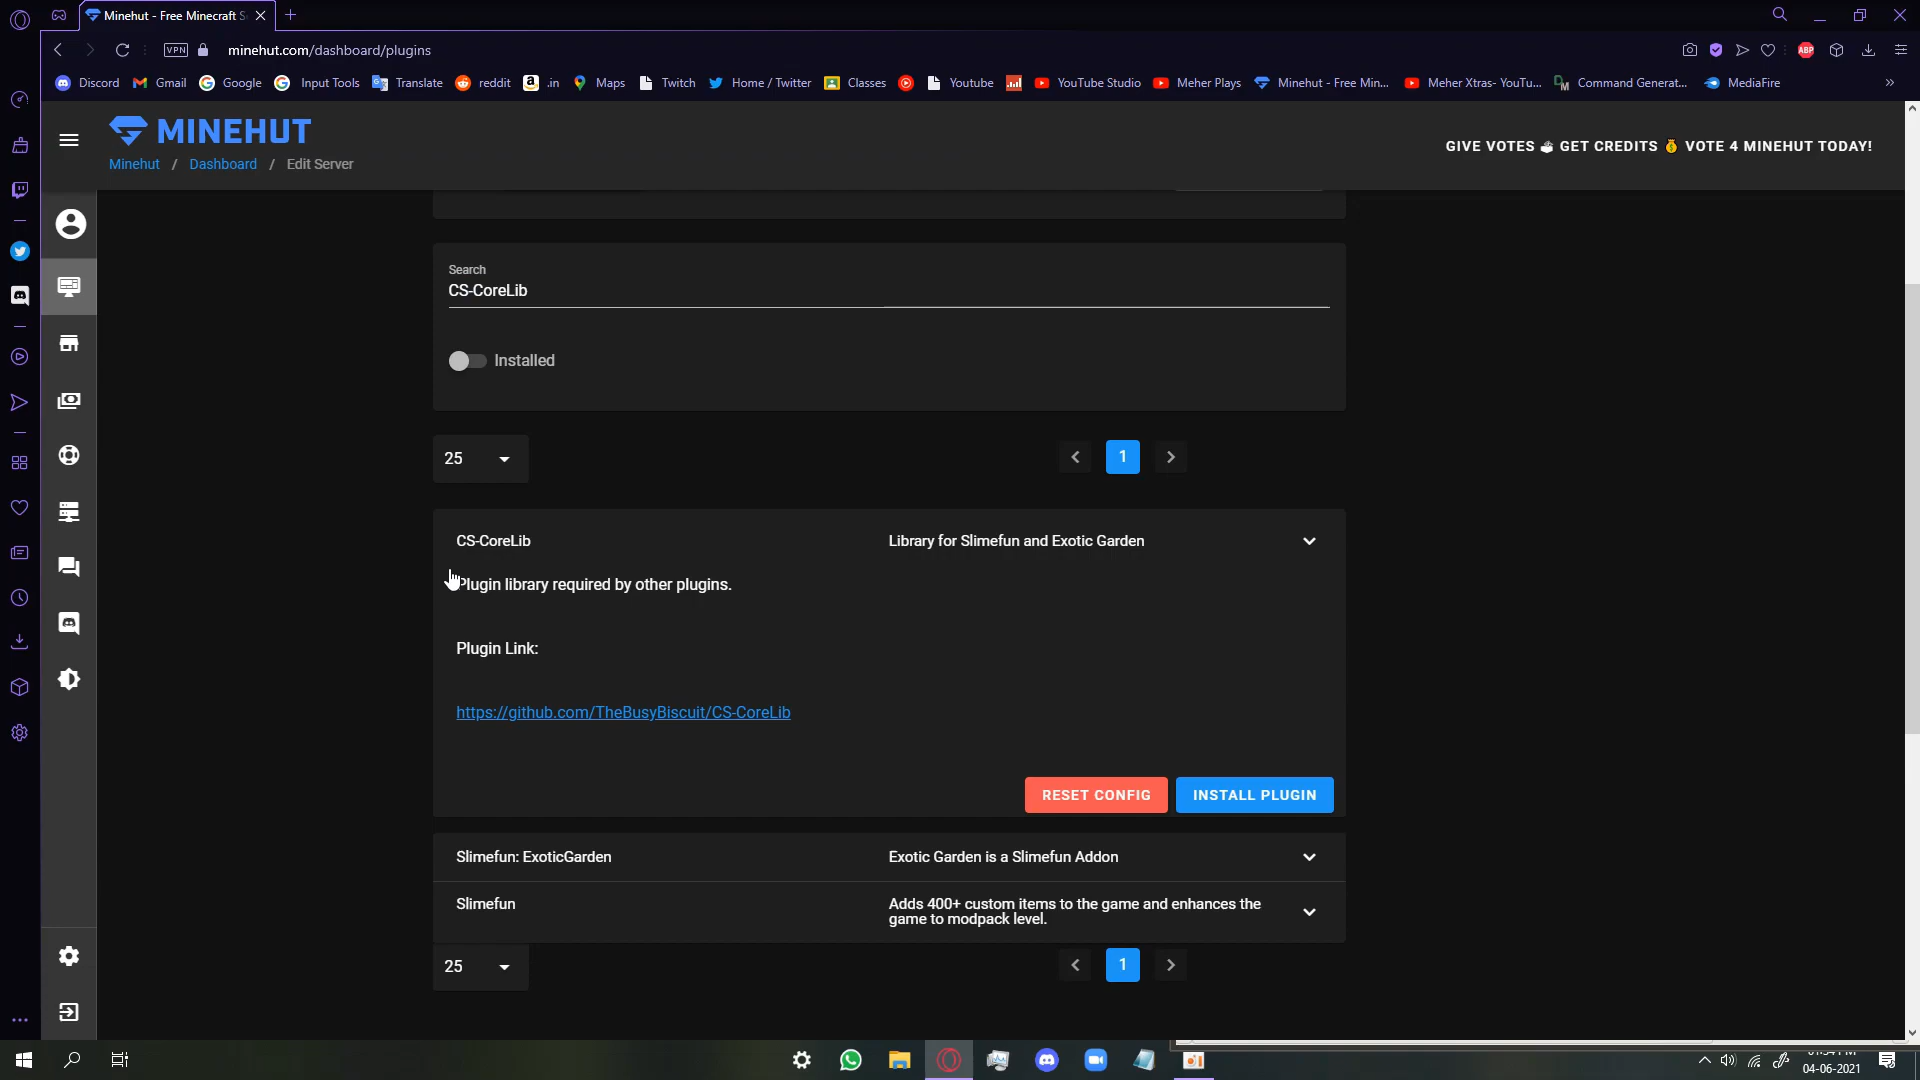 Minehut - Free Minecraft S
VPN
minehut.com/dashboard/plugins
ABP
Discord
Gmail
Google
Input Tools
Translate
reddit
.in
Maps
Twitch
Home / Twitter
Classes
Youtube
YouTube Studio
Meher Plays
Minehut - Free Min...
Meher Xtras- YouTu...
Command Generat...
MediaFire
MINEHUT
Minehut / Dashboard / Edit Server
GIVE VOTES GET CREDITS VOTE 4 MINEHUT TODAY!
Search
CS-CoreLib
Installed
25
1
CS-CoreLib Library for Slimefun and Exotic Garden
Plugin library required by other plugins.
Plugin Link:
https://github.com/TheBusyBiscuit/CS-CoreLib
RESET CONFIG INSTALL PLUGIN
Slimefun: ExoticGarden Exotic Garden is a Slimefun Addon
Slimefun Adds 400+ custom items to the game and enhances the
game to modpack level.
25
1
04-06-2021